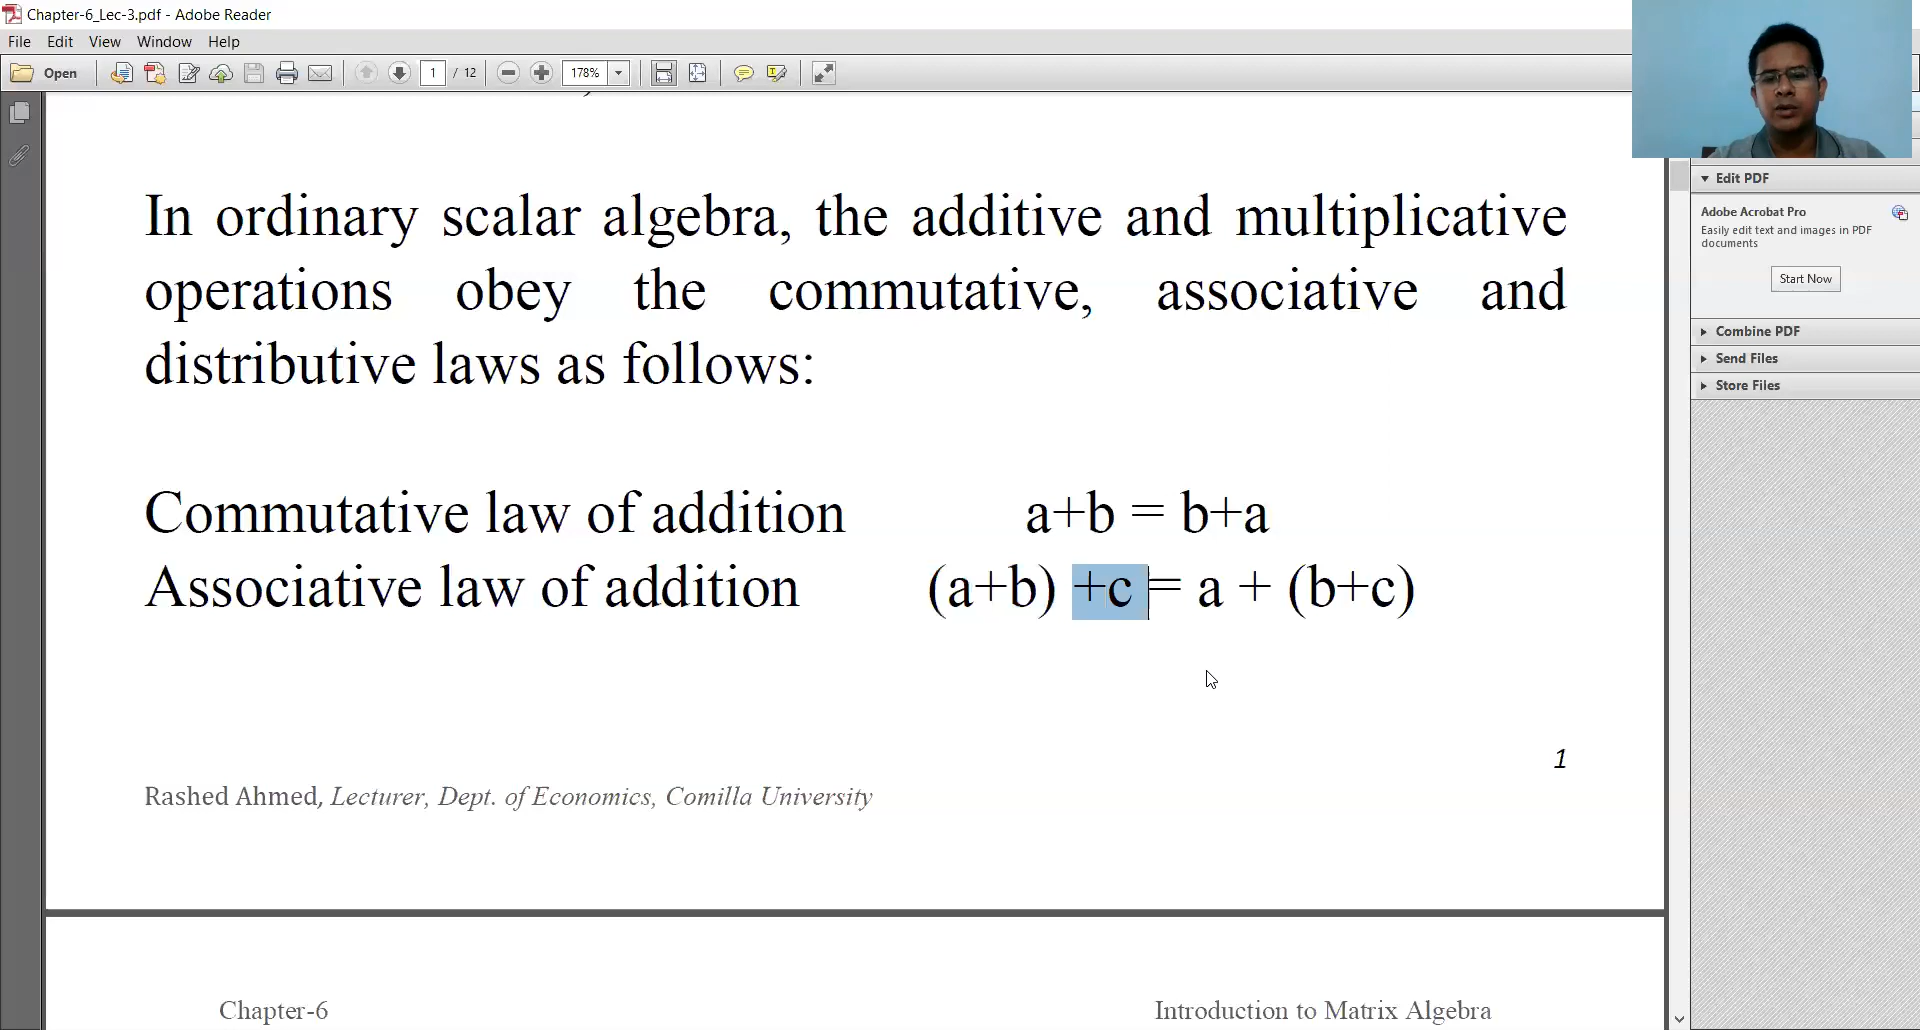 Chapter-6_Lec-3.pdf - Adobe Reader
File Edit View Window Help
Open 1 / 12 178%
In ordinary scalar algebra, the additive and multiplicative
operations obey the commutative, associative and
distributive laws as follows:
Commutative law of addition a+b = b+a
Associative law of addition (a+b) +c = a + (b+c)
1
Rashed Ahmed, Lecturer, Dept. of Economics, Comilla University
Chapter-6 Introduction to Matrix Algebra
Edit PDF
Adobe Acrobat Pro
Easily edit text and images in PDF
documents
Start Now
Combine PDF
Send Files
Store Files